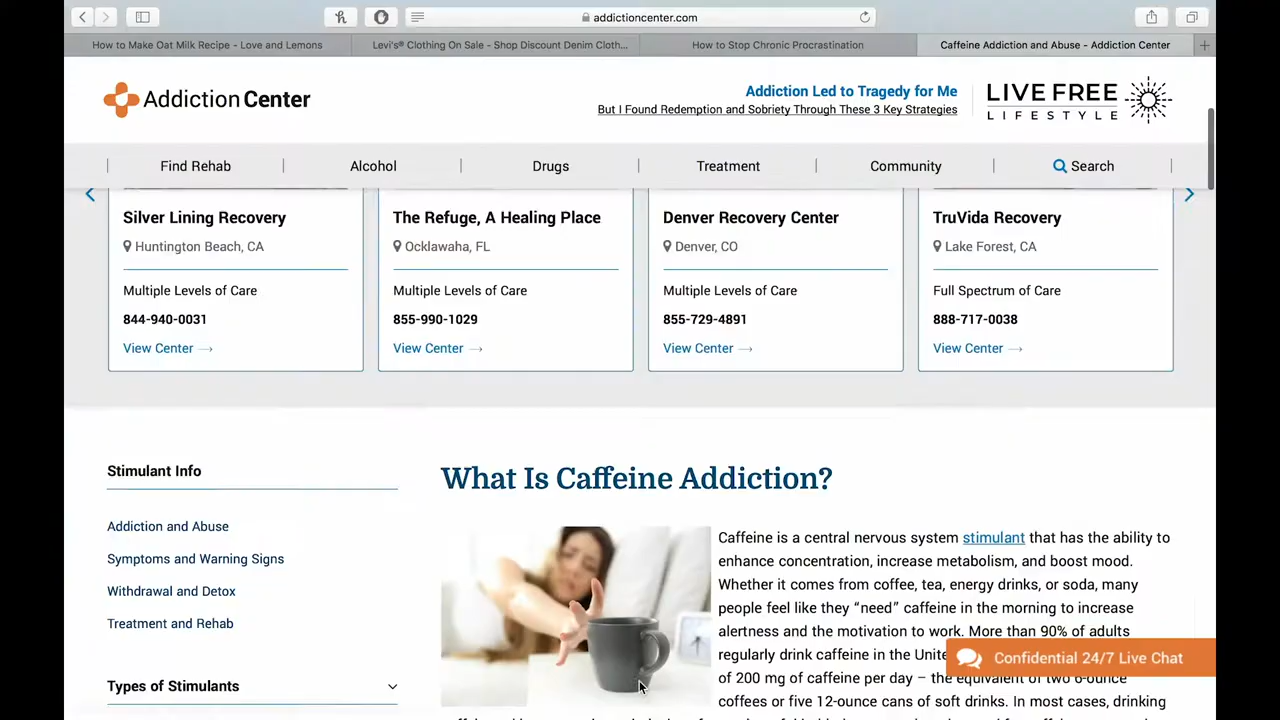 addictioncenter.com
How to Make Oat Milk Recipe - Love and Lemons
Levi's® Clothing On Sale - Shop Discount Denim Cloth...
How to Stop Chronic Procrastination
Caffeine Addiction and Abuse - Addiction Center
Addiction Center
Addiction Led to Tragedy for Me
But I Found Redemption and Sobriety Through These 3 Key Strategies
LIVE FREE
LIFESTYLE
Find Rehab
Alcohol
Drugs
Treatment
Community
Search
Silver Lining Recovery
Huntington Beach, CA
Multiple Levels of Care
844-940-0031
View Center →
The Refuge, A Healing Place
Ocklawaha, FL
Multiple Levels of Care
855-990-1029
View Center →
Denver Recovery Center
Denver, CO
Multiple Levels of Care
855-729-4891
View Center →
TruVida Recovery
Lake Forest, CA
Full Spectrum of Care
888-717-0038
View Center →
Stimulant Info
Addiction and Abuse
Symptoms and Warning Signs
Withdrawal and Detox
Treatment and Rehab
Types of Stimulants
What Is Caffeine Addiction?
Caffeine is a central nervous system stimulant that has the ability to
enhance concentration, increase metabolism, and boost mood.
Whether it comes from coffee, tea, energy drinks, or soda, many
people feel like they “need” caffeine in the morning to increase
alertness and the motivation to work. More than 90% of adults
regularly drink caffeine in the
of 200 mg of caffeine per day – the equivalent of two 6-ounce
coffees or five 12-ounce cans of soft drinks. In most cases, drinking
Confidential 24/7 Live Chat